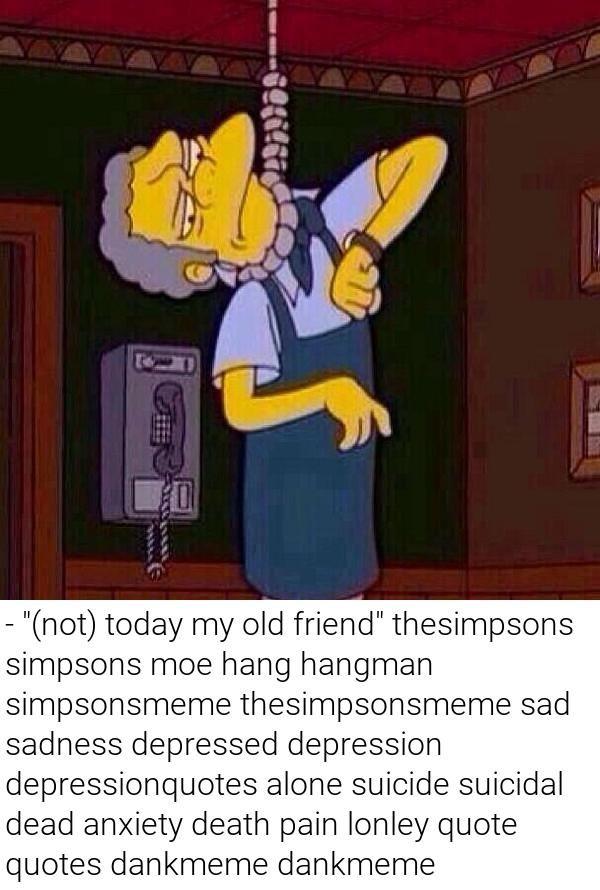 - "(not) today my old friend" thesimpsons
simpsons moe hang hangman
simpsonsmeme thesimpsonsmeme sad
sadness depressed depression
depressionquotes alone suicide suicidal
dead anxiety death pain lonley quote
quotes dankmeme dankmeme